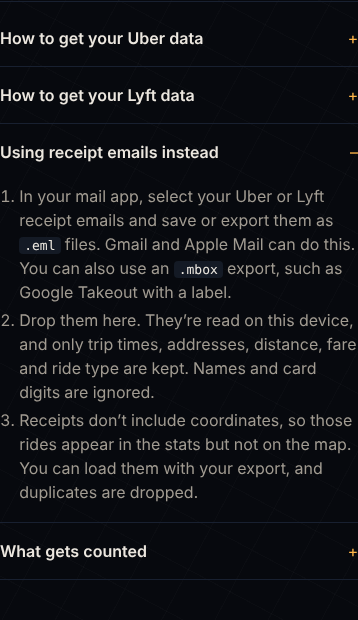 How to get your Uber data +
How to get your Lyft data +
Using receipt emails instead –
1. In your mail app, select your Uber or Lyft
receipt emails and save or export them as
.eml files. Gmail and Apple Mail can do this.
You can also use an .mbox export, such as
Google Takeout with a label.
2. Drop them here. They’re read on this device,
and only trip times, addresses, distance, fare
and ride type are kept. Names and card
digits are ignored.
3. Receipts don’t include coordinates, so those
rides appear in the stats but not on the map.
You can load them with your export, and
duplicates are dropped.
What gets counted +